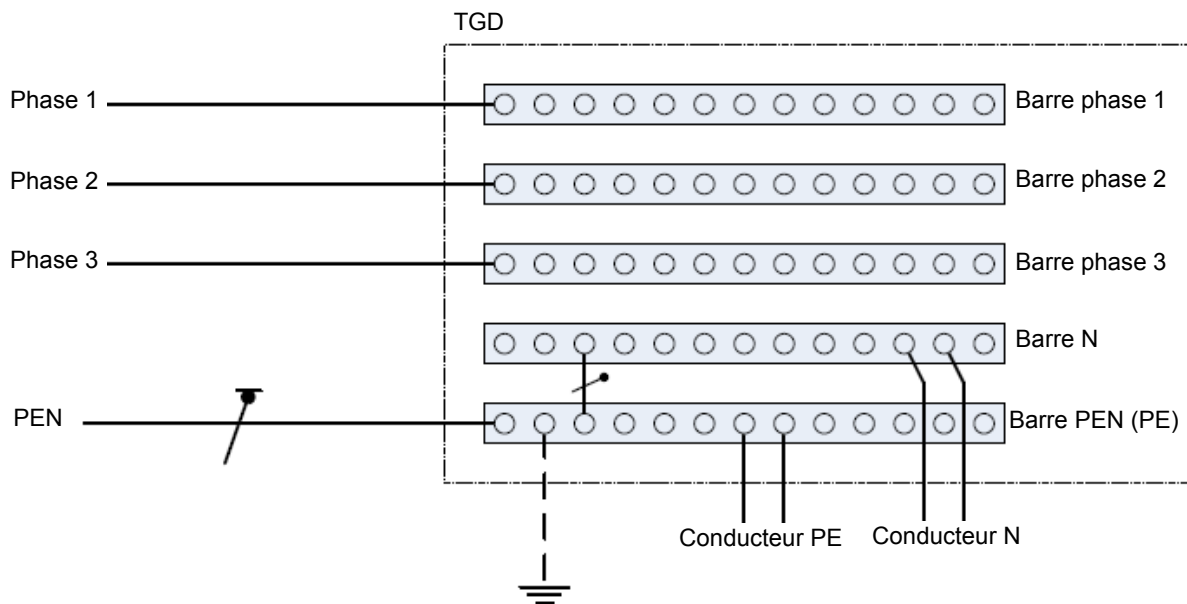 TGD
Phase 1
Barre phase 1
Phase 2
Barre phase 2
Phase 3
Barre phase 3
Barre N
PEN
Barre PEN (PE)
Conducteur PE
Conducteur N